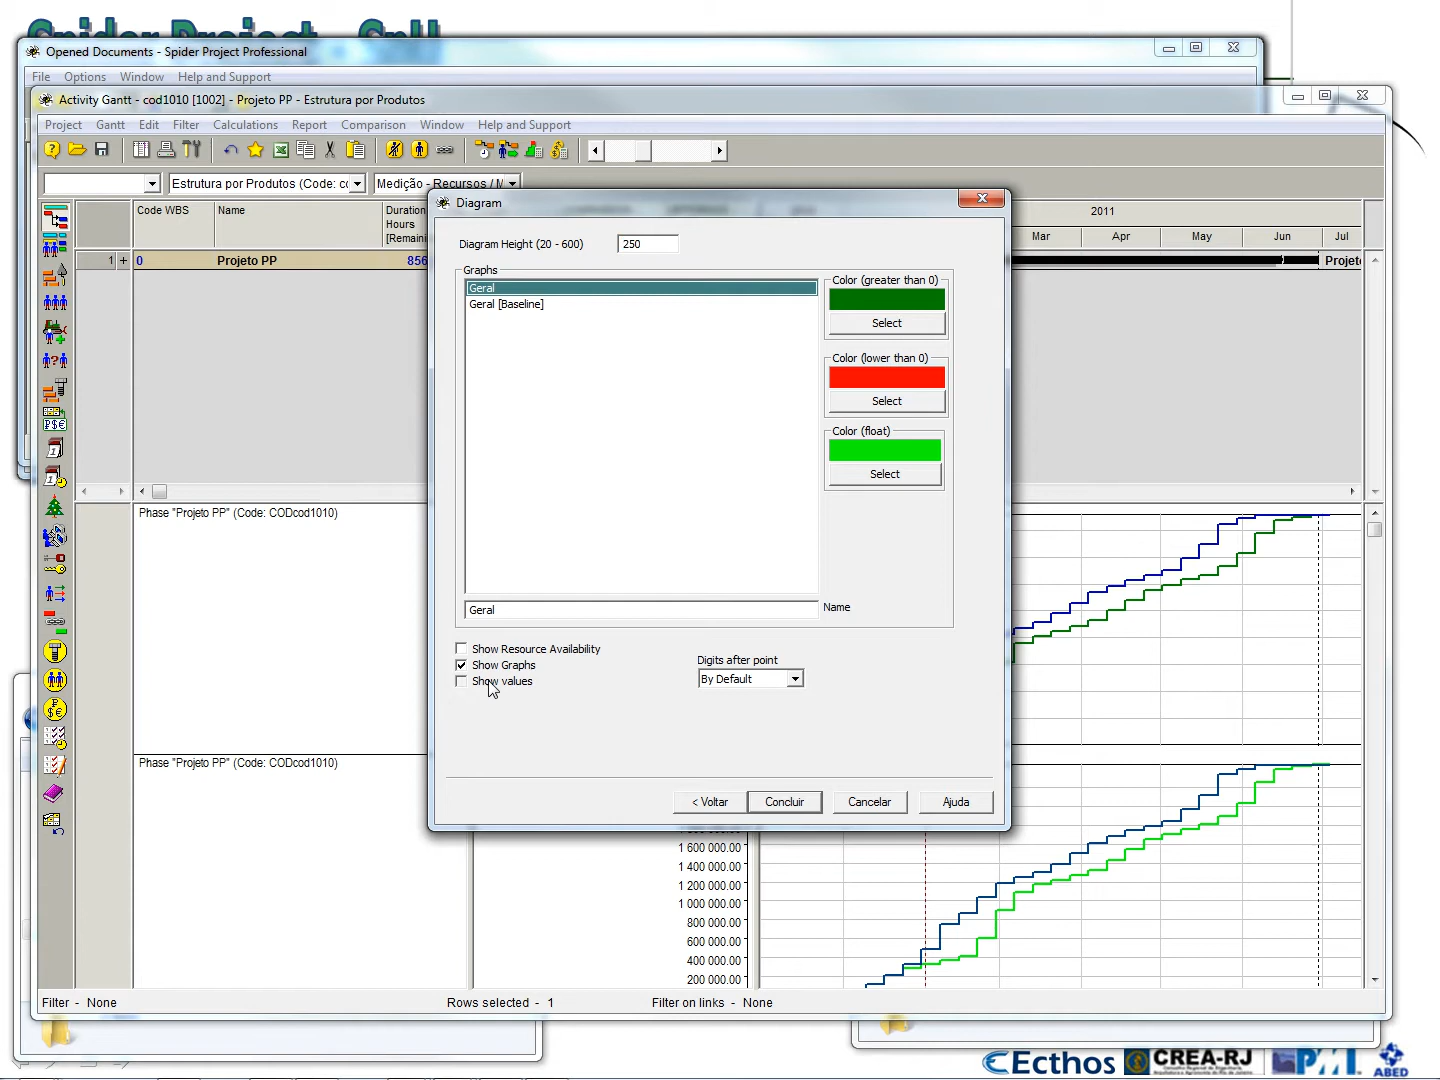 Spider Project - CpU
Opened Documents - Spider Project Professional
File Options Window Help and Support
Activity Gantt - cod1010 [1002] - Projeto PP - Estrutura por Produtos
Project Gantt Edit Filter Calculations Report Comparison Window Help and Support
Estrutura por Produtos (Code: co
Medição - Recursos / M
Code WBS
Name
Duration
Hours
[Remaini
2011
Mar
Apr
May
Jun
Jul
1 + 0 Projeto PP 856
Projeto
Diagram
Diagram Height (20 - 600) 250
Graphs
Geral
Geral [Baseline]
Color (greater than 0)
Select
Color (lower than 0)
Select
Color (float)
Select
Geral
Name
Show Resource Availability
Show Graphs
Show values
Digits after point
By Default
< Voltar
Concluir
Cancelar
Ajuda
Phase "Projeto PP" (Code: CODcod1010)
Phase "Projeto PP" (Code: CODcod1010)
1 600 000.00
1 400 000.00
1 200 000.00
1 000 000.00
800 000.00
600 000.00
400 000.00
200 000.00
Filter - None
Rows selected - 1
Filter on links - None
Ecthos
CREA-RJ
PMI
ABED